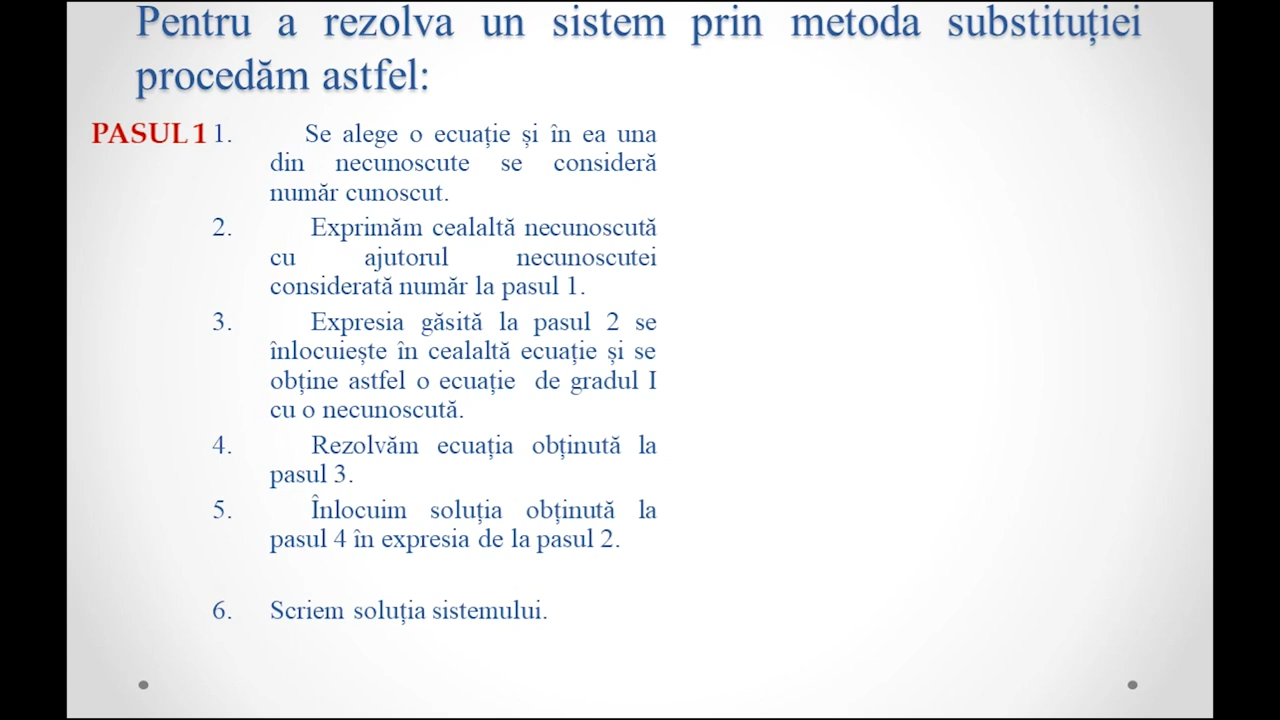 Pentru a rezolva un sistem prin metoda substituției
procedăm astfel:
PASUL 1 1. Se alege o ecuație și în ea una
din necunoscute se consideră
număr cunoscut.
2. Exprimăm cealaltă necunoscută
cu ajutorul necunoscutei
considerată număr la pasul 1.
3. Expresia găsită la pasul 2 se
înlocuiește în cealaltă ecuație și se
obține astfel o ecuație de gradul I
cu o necunoscută.
4. Rezolvăm ecuația obținută la
pasul 3.
5. Înlocuim soluția obținută la
pasul 4 în expresia de la pasul 2.
6. Scriem soluția sistemului.